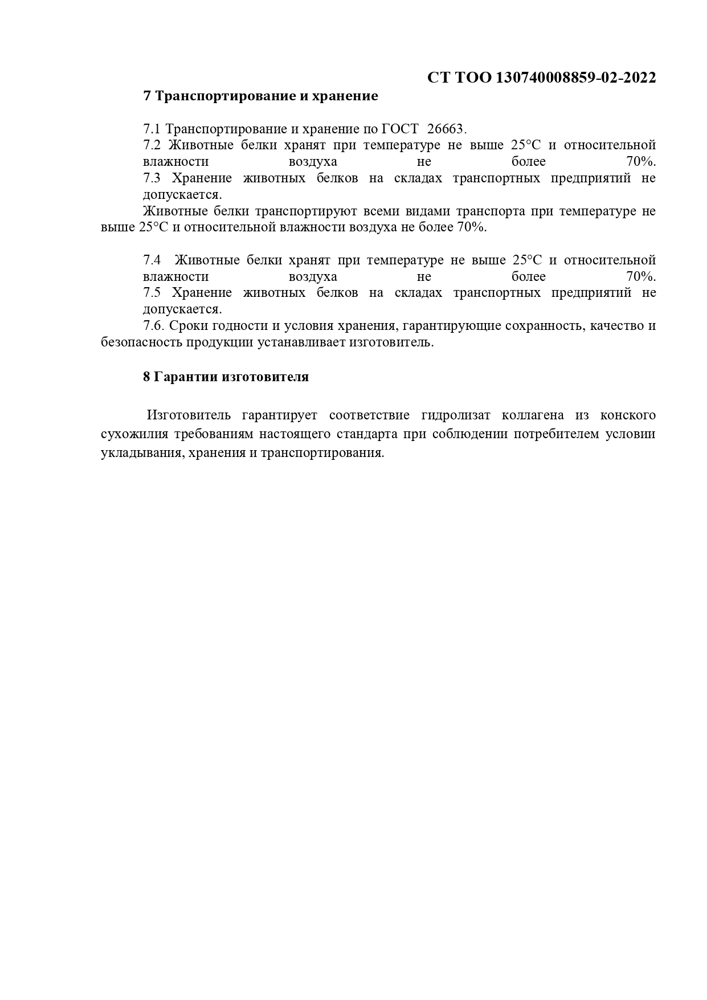 СТ ТОО 130740008859-02-2022
7 Транспортирование и хранение
7.1 Транспортирование и хранение по ГОСТ 26663.
7.2 Животные белки хранят при температуре не выше 25°С и относительной
влажности воздуха не более 70%.
7.3 Хранение животных белков на складах транспортных предприятий не
допускается.
Животные белки транспортируют всеми видами транспорта при температуре не
выше 25°С и относительной влажности воздуха не более 70%.
7.4 Животные белки хранят при температуре не выше 25°С и относительной
влажности воздуха не более 70%.
7.5 Хранение животных белков на складах транспортных предприятий не
допускается.
7.6. Сроки годности и условия хранения, гарантирующие сохранность, качество и
безопасность продукции устанавливает изготовитель.
8 Гарантии изготовителя
Изготовитель гарантирует соответствие гидролизат коллагена из конского
сухожилия требованиям настоящего стандарта при соблюдении потребителем условии
укладывания, хранения и транспортирования.